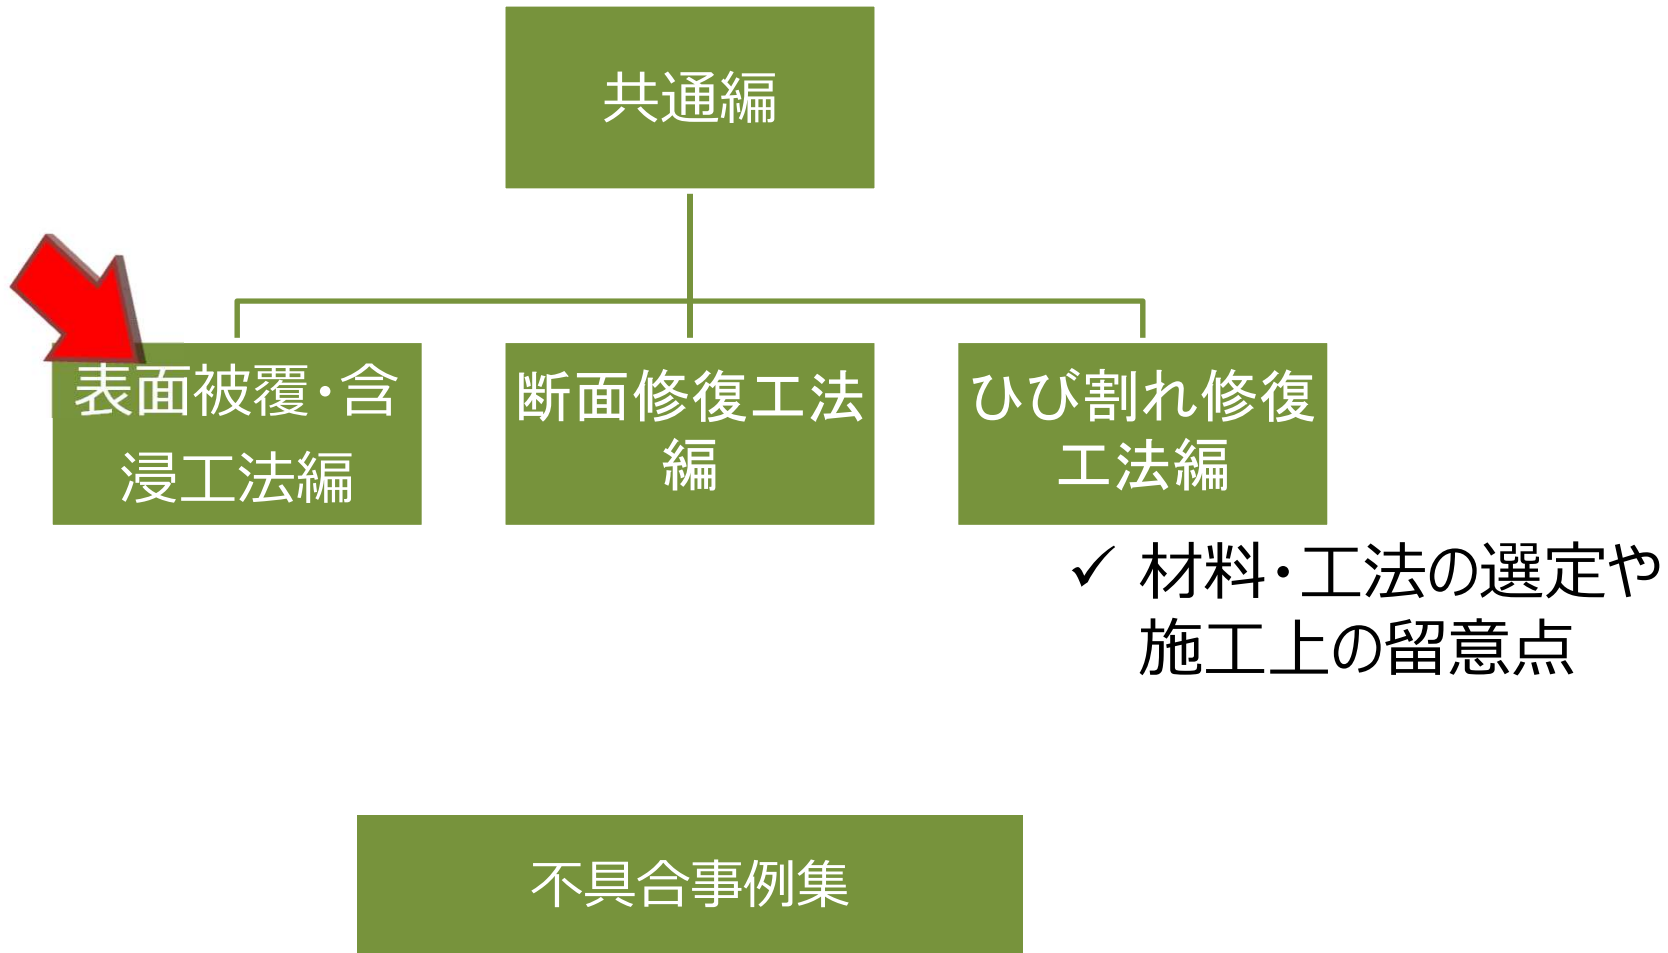 共通編
表面被覆・含
浸工法編
断面修復工法
編
ひび割れ修復
工法編
✓ 材料・工法の選定や
施工上の留意点
不具合事例集